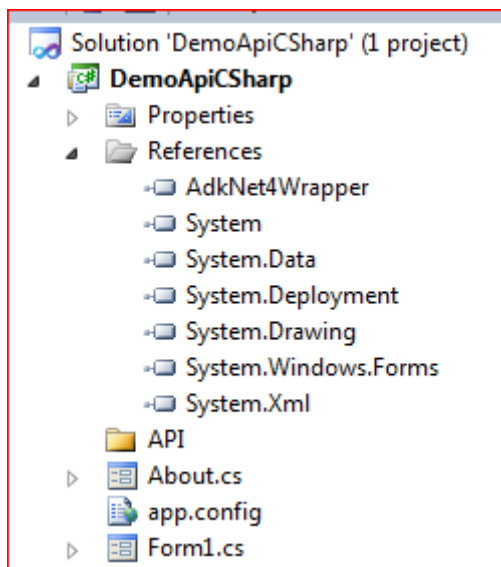 Solution 'DemoApiCSharp' (1 project)
C#
DemoApiCSharp
Properties
References
AdkNet4Wrapper
System
System.Data
System.Deployment
System.Drawing
System.Windows.Forms
System.Xml
API
About.cs
app.config
Form1.cs